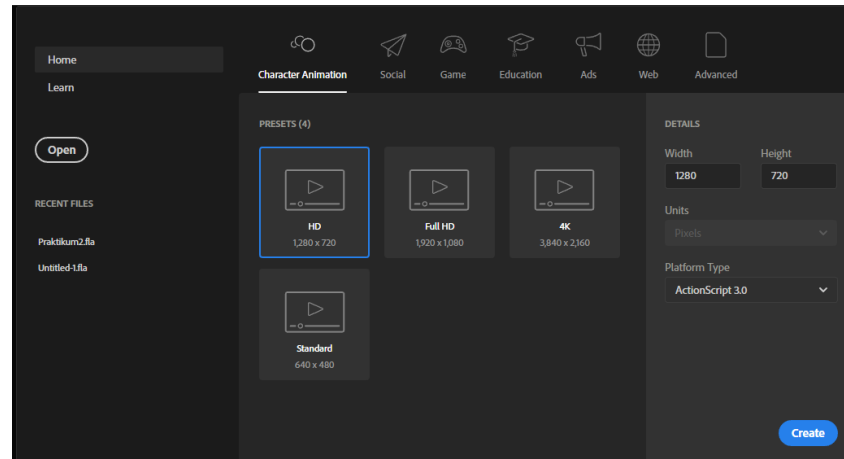 Home
Learn
Open
RECENT FILES
Praktikum2.fla
Untitled-1.fla
Character Animation
Social
Game
Education
Ads
Web
Advanced
PRESETS (4)
HD
1,280 x 720
Full HD
1,920 x 1,080
4K
3,840 x 2,160
Standard
640 x 480
DETAILS
Width Height
1280 720
Units
Pixels
Platform Type
ActionScript 3.0
Create